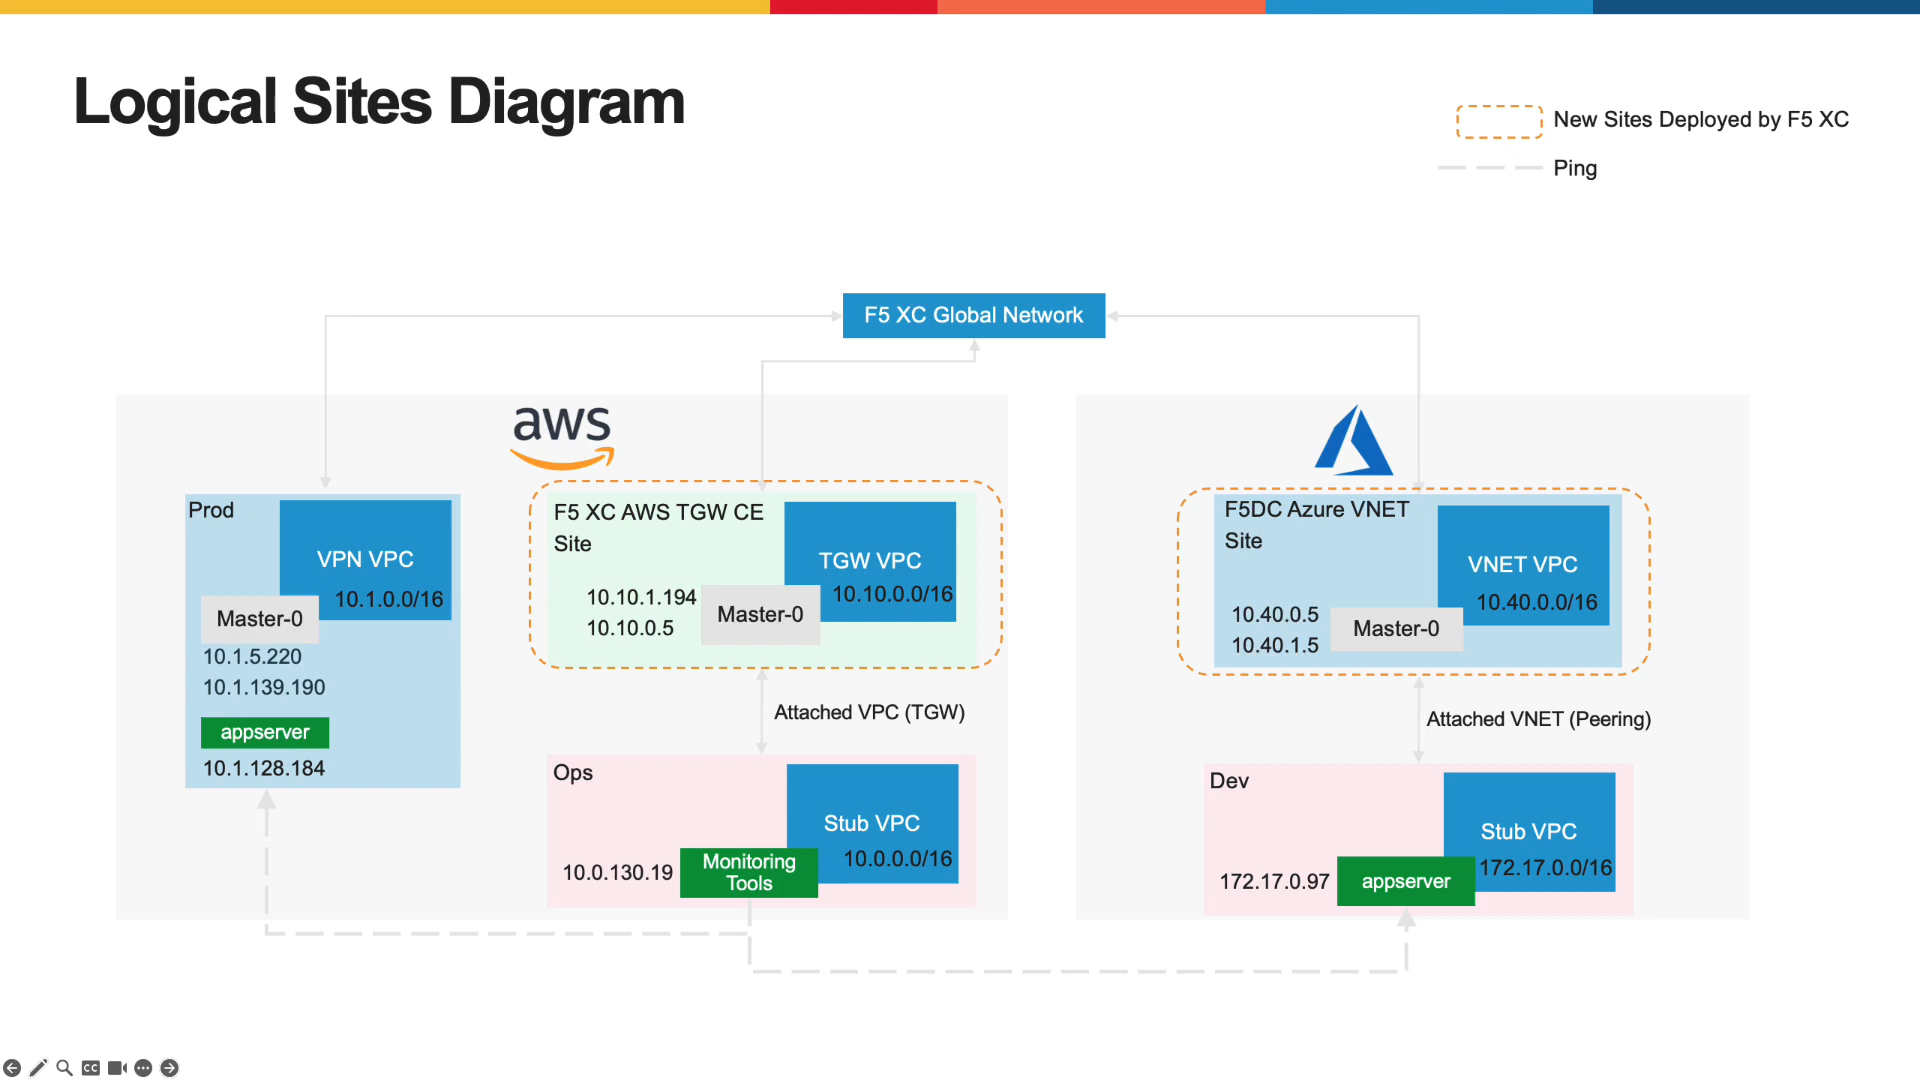 Logical Sites Diagram
New Sites Deployed by F5 XC
Ping
F5 XC Global Network
aws
Prod
VPN VPC
10.1.0.0/16
Master-0
10.1.5.220
10.1.139.190
appserver
10.1.128.184
F5 XC AWS TGW CE
Site
TGW VPC
10.10.0.0/16
10.10.1.194
10.10.0.5
Master-0
Attached VPC (TGW)
Ops
Stub VPC
10.0.0.0/16
10.0.130.19
Monitoring
Tools
F5DC Azure VNET
Site
VNET VPC
10.40.0.0/16
10.40.0.5
10.40.1.5
Master-0
Attached VNET (Peering)
Dev
Stub VPC
172.17.0.0/16
172.17.0.97
appserver
CC